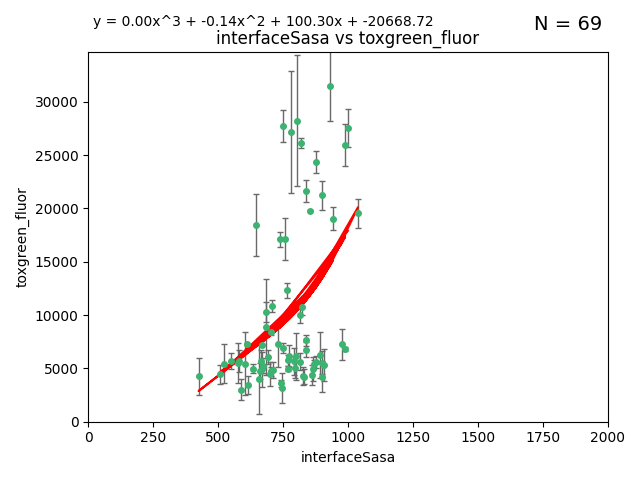 y = 0.00x^3 + -0.14x^2 + 100.30x + -20668.72
N = 69
interfaceSasa vs toxgreen_fluor
30000
25000
20000
15000
10000
5000
0
toxgreen_fluor
0 250 500 750 1000 1250 1500 1750 2000
interfaceSasa